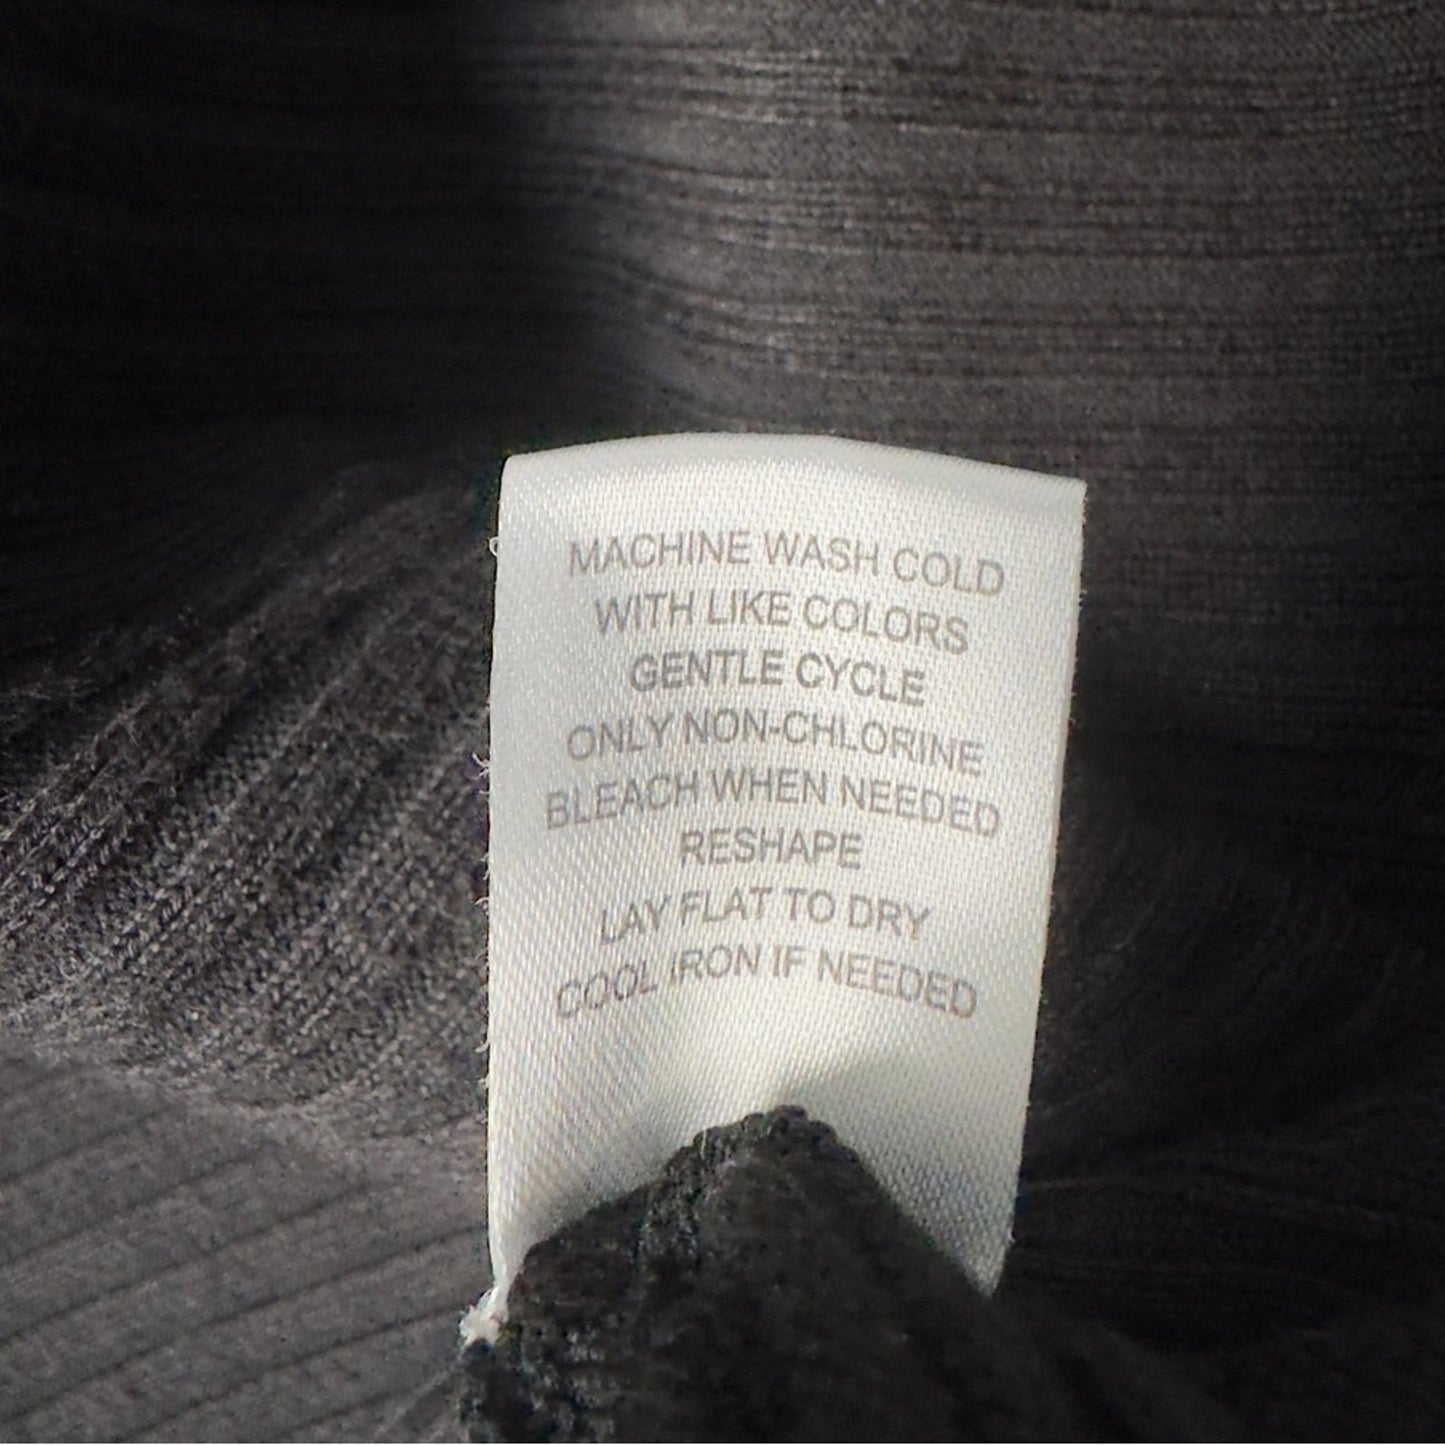 MACHINE WASH COLD
WITH LIKE COLORS
GENTLE CYCLE
ONLY NON-CHLORINE
BLEACH WHEN NEEDED
RESHAPE
LAY FLAT TO DRY
COOL IRON IF NEEDED